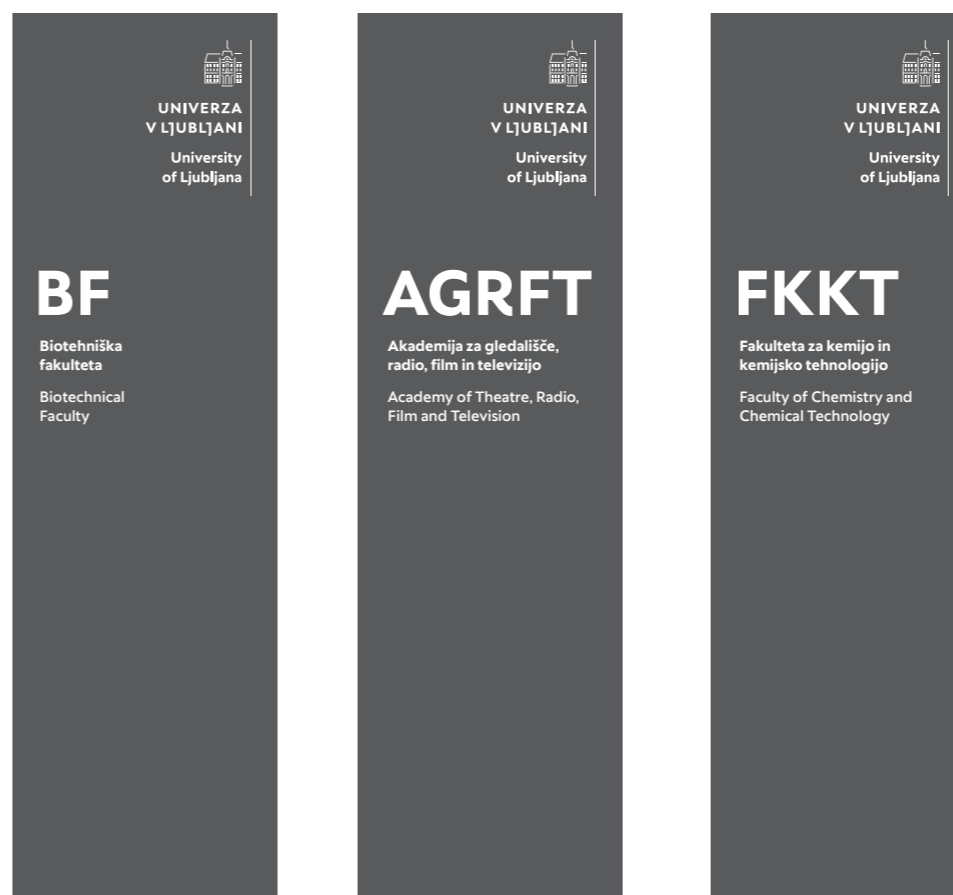 UNIVERZA
V LJUBLJANI
University
of Ljubljana
BF
Biotehniška
fakulteta
Biotechnical
Faculty
UNIVERZA
V LJUBLJANI
University
of Ljubljana
AGRFT
Akademija za gledališče,
radio, film in televizijo
Academy of Theatre, Radio,
Film and Television
UNIVERZA
V LJUBLJANI
University
of Ljubljana
FKKT
Fakulteta za kemijo in
kemijsko tehnologijo
Faculty of Chemistry and
Chemical Technology